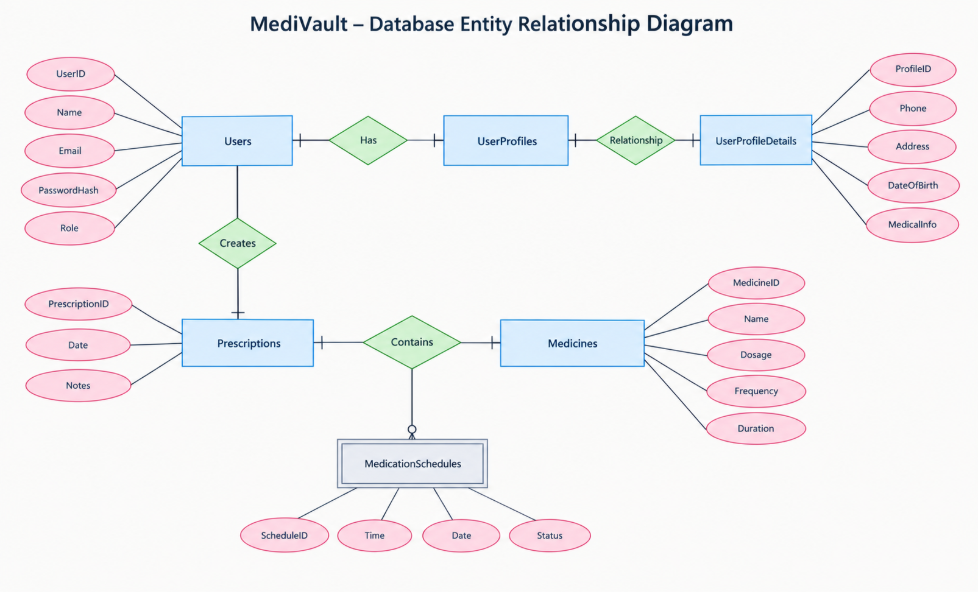 MediVault – Database Entity Relationship Diagram
UserID
Name
Email
PasswordHash
Role
Users
Has
UserProfiles
Relationship
UserProfileDetails
ProfileID
Phone
Address
DateOfBirth
MedicalInfo
Creates
PrescriptionID
Date
Notes
Prescriptions
Contains
Medicines
MedicineID
Name
Dosage
Frequency
Duration
MedicationSchedules
ScheduleID
Time
Date
Status